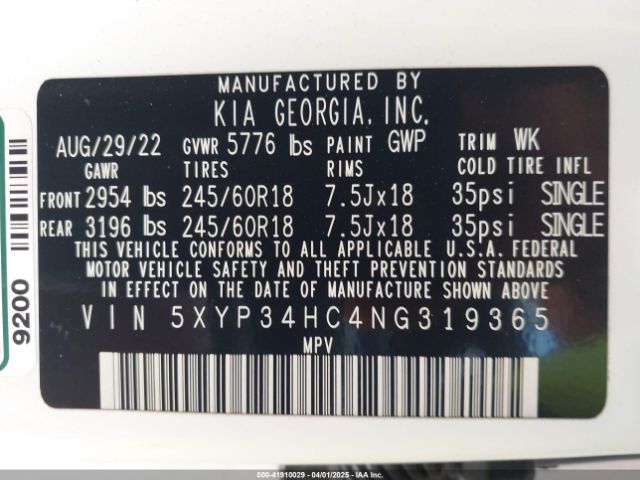 MANUFACTURED BY
KIA GEORGIA, INC.
AUG/29/22 GVWR 5776 lbs PAINT GWP TRIM WK
GAWR TIRES RIMS COLD TIRE INFL
FRONT 2954 lbs 245/60R18 7.5Jx18 35psi SINGLE
REAR 3196 lbs 245/60R18 7.5Jx18 35psi SINGLE
THIS VEHICLE CONFORMS TO ALL APPLICABLE U.S.A. FEDERAL
MOTOR VEHICLE SAFETY AND THEFT PREVENTION STANDARDS
IN EFFECT ON THE DATE OF MANUFACTURE SHOWN ABOVE.
VIN 5XYP34HC4NG319365
MPV
9200
000-41910029 - 04/01/2025 - IAA Inc.